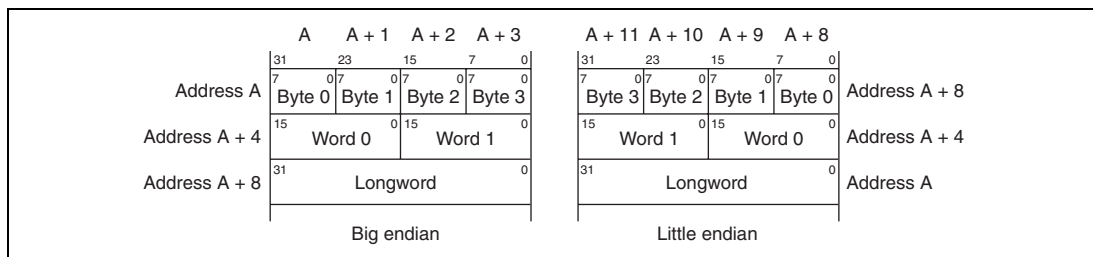 A A + 1 A + 2 A + 3 A + 11 A + 10 A + 9 A + 8
31 23 15 7 0 31 23 15 7 0
7 0 7 0 7 0 7 0 7 0 7 0 7 0 7 0
Address A Byte 0 Byte 1 Byte 2 Byte 3 Byte 3 Byte 2 Byte 1 Byte 0 Address A + 8
15 0 15 0 15 0 15 0
Address A + 4 Word 0 Word 1 Word 1 Word 0 Address A + 4
31 0 31 0
Address A + 8 Longword Longword Address A
Big endian Little endian